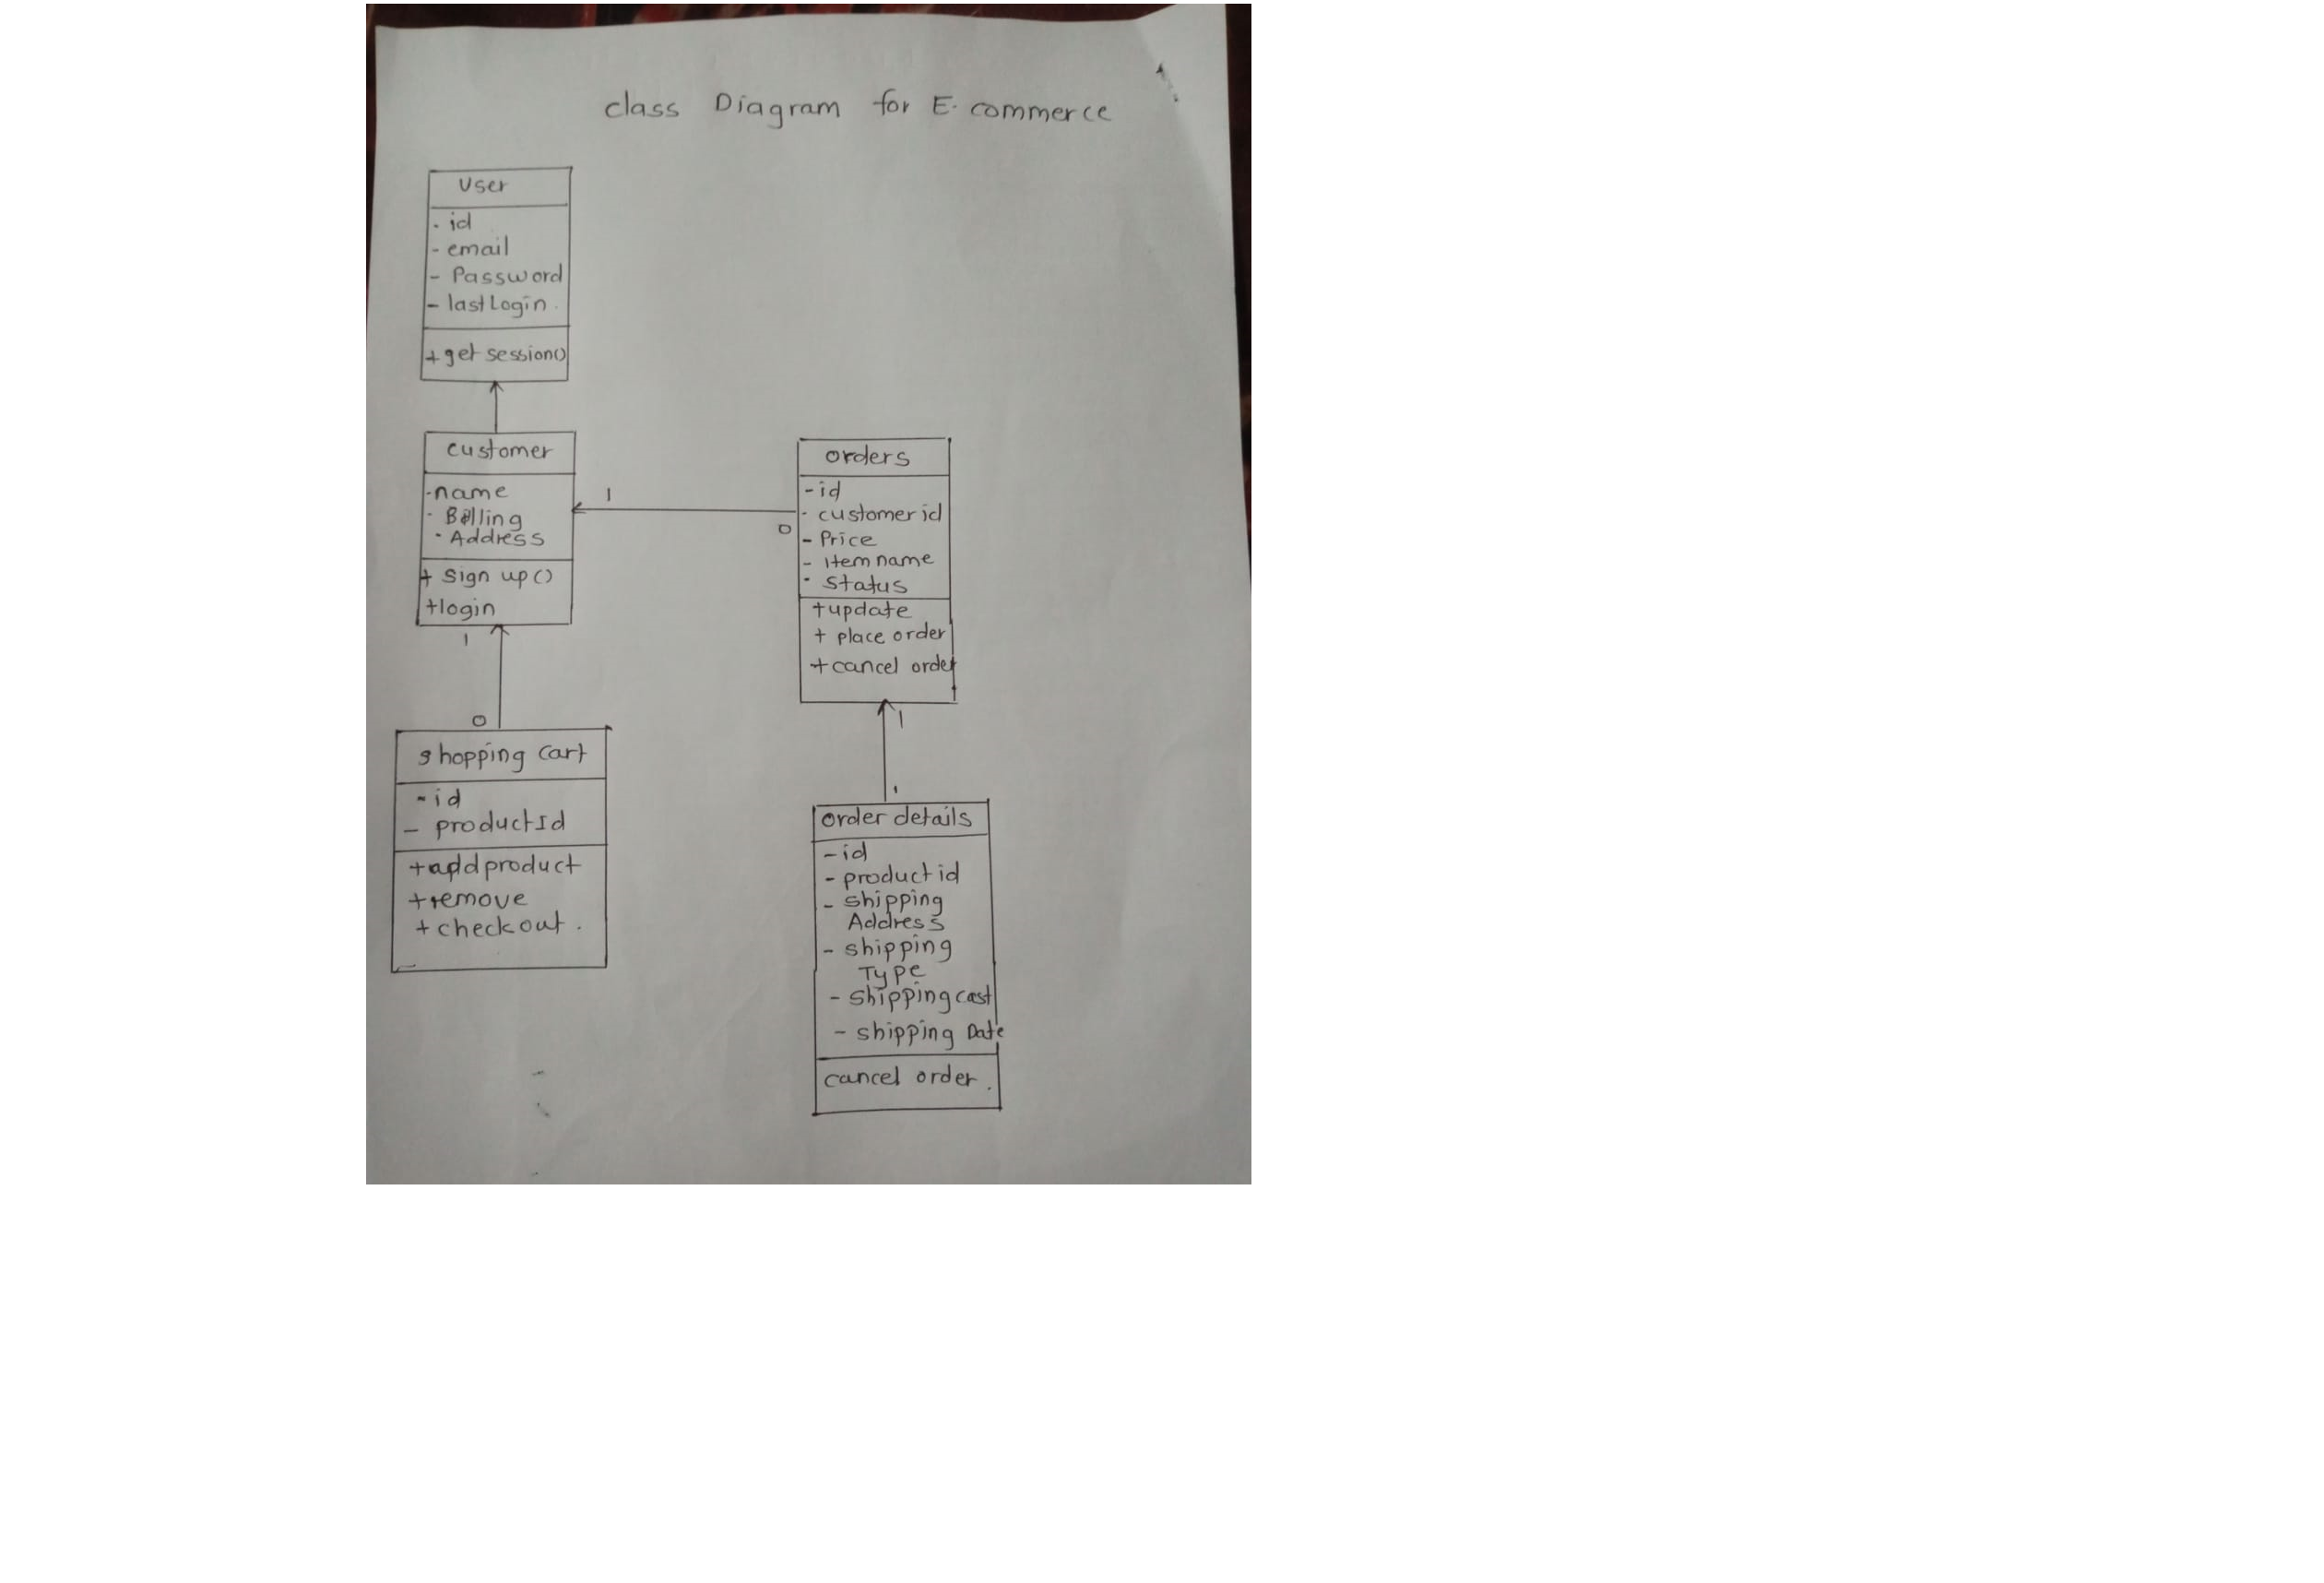 class Diagram for E. commerce
User
- id
- email
- Password
- lastLogin.
+get session()
customer
-name
- Billing
- Address
+ Sign up()
+login
1
1
0
orders
-id
- customer id
- Price
- Item name
- Status
+update
+ place order
+cancel order
0
1
1
shopping cart
-id
- productId
+addproduct
+remove
+checkout.
order details
-id
- product id
- shipping
Address
- shipping
Type
- shipping cost
- shipping Date
cancel order.